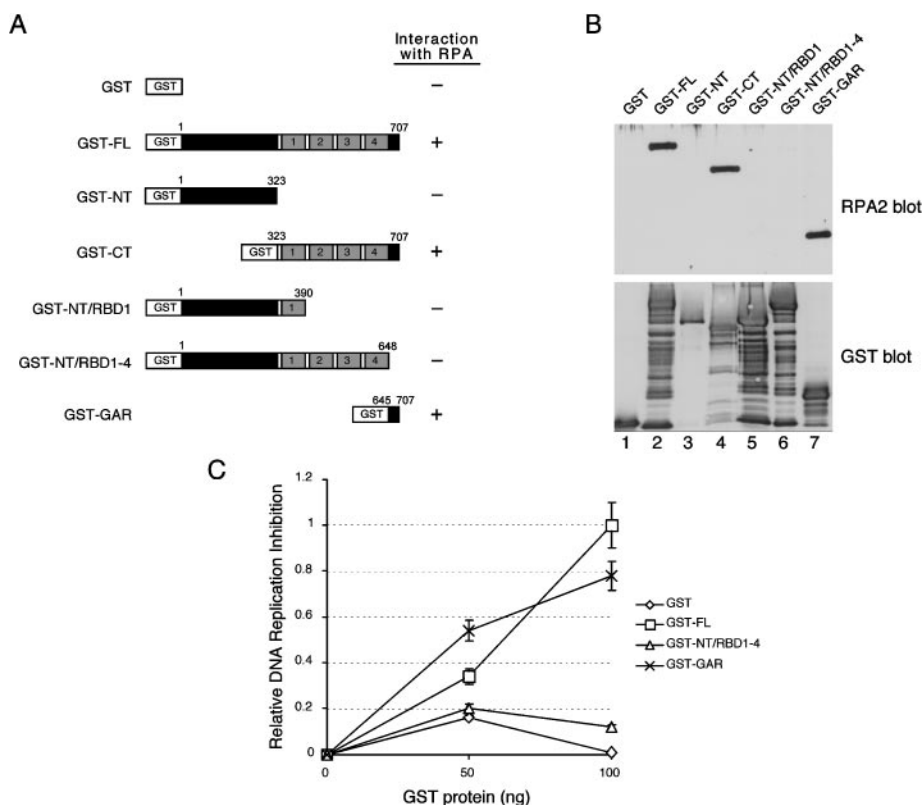 A
Interaction
with RPA
GST
GST
–
GST-FL
1
707
GST
1
2
3
4
+
GST-NT
1
323
GST
–
GST-CT
323
707
GST
1
2
3
4
+
GST-NT/RBD1
1
390
GST
1
–
GST-NT/RBD1-4
1
648
GST
1
2
3
4
–
GST-GAR
645
707
GST
+
B
GST
GST-FL
GST-NT
GST-CT
GST-NT/RBD1
GST-NT/RBD1-4
GST-GAR
RPA2 blot
GST blot
1 2 3 4 5 6 7
C
Relative DNA Replication Inhibition
1.2
1
0.8
0.6
0.4
0.2
0
0 50 100
GST protein (ng)
GST
GST-FL
GST-NT/RBD1-4
GST-GAR